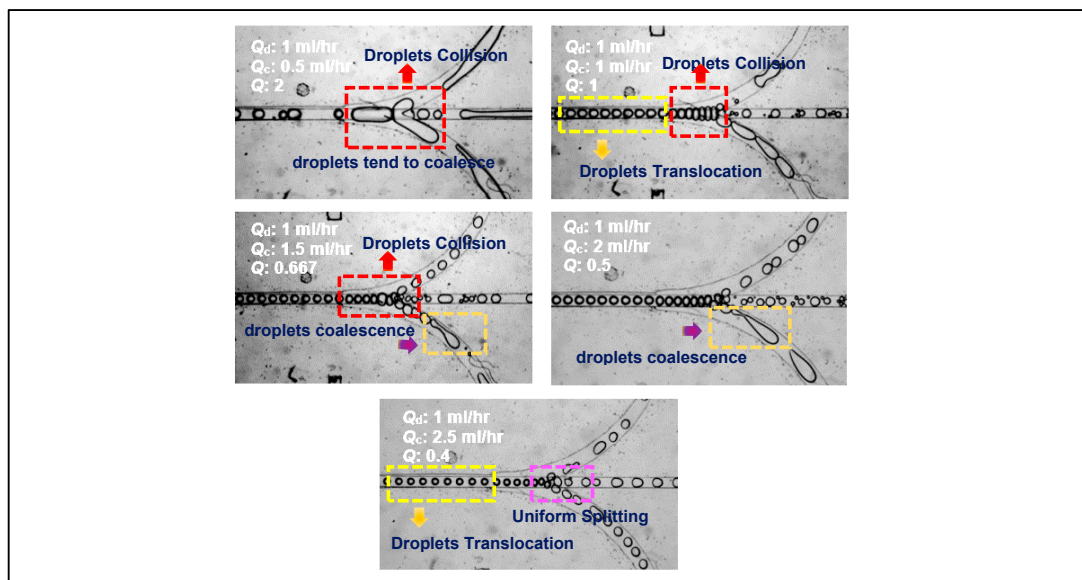 Qd: 1 ml/hr
Qc: 0.5 ml/hr
Q: 2
Droplets Collision
droplets tend to coalesce
Qd: 1 ml/hr
Qc: 1 ml/hr
Q: 1
Droplets Collision
Droplets Translocation
Qd: 1 ml/hr
Qc: 1.5 ml/hr
Q: 0.667
Droplets Collision
droplets coalescence
Qd: 1 ml/hr
Qc: 2 ml/hr
Q: 0.5
droplets coalescence
Qd: 1 ml/hr
Qc: 2.5 ml/hr
Q: 0.4
Uniform Splitting
Droplets Translocation